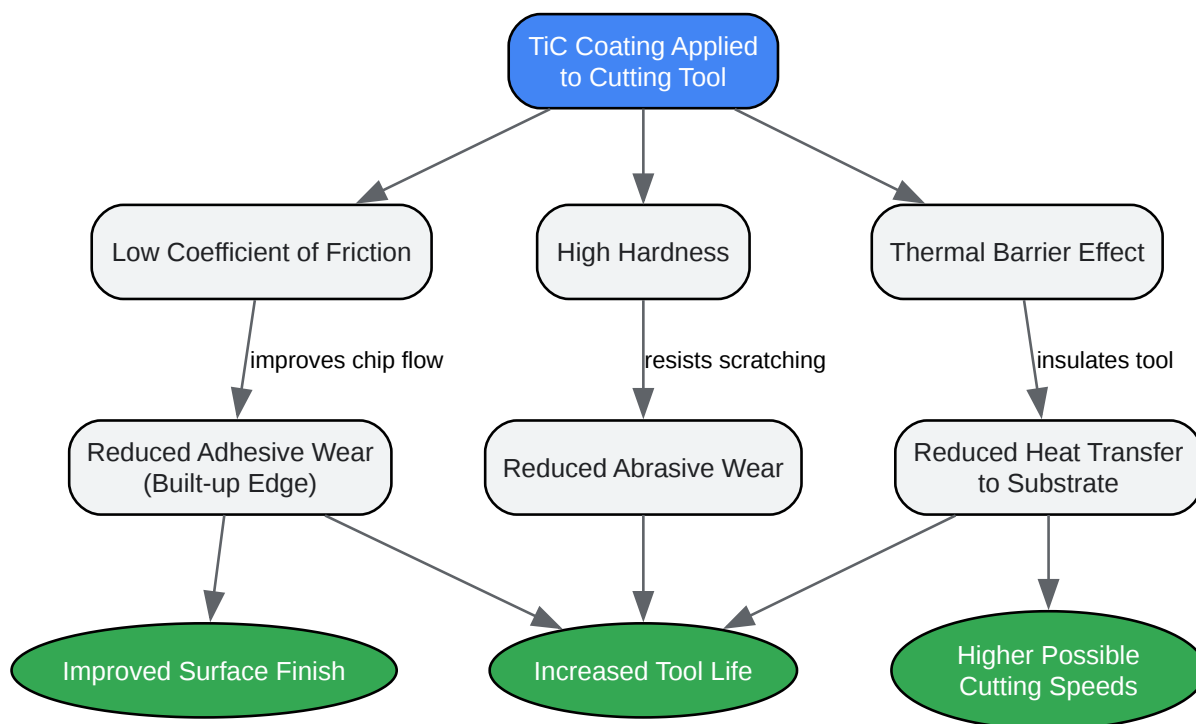 TiC Coating Applied
to Cutting Tool
Low Coefficient of Friction
High Hardness
Thermal Barrier Effect
improves chip flow
resists scratching
insulates tool
Reduced Adhesive Wear
(Built-up Edge)
Reduced Abrasive Wear
Reduced Heat Transfer
to Substrate
Improved Surface Finish
Increased Tool Life
Higher Possible
Cutting Speeds